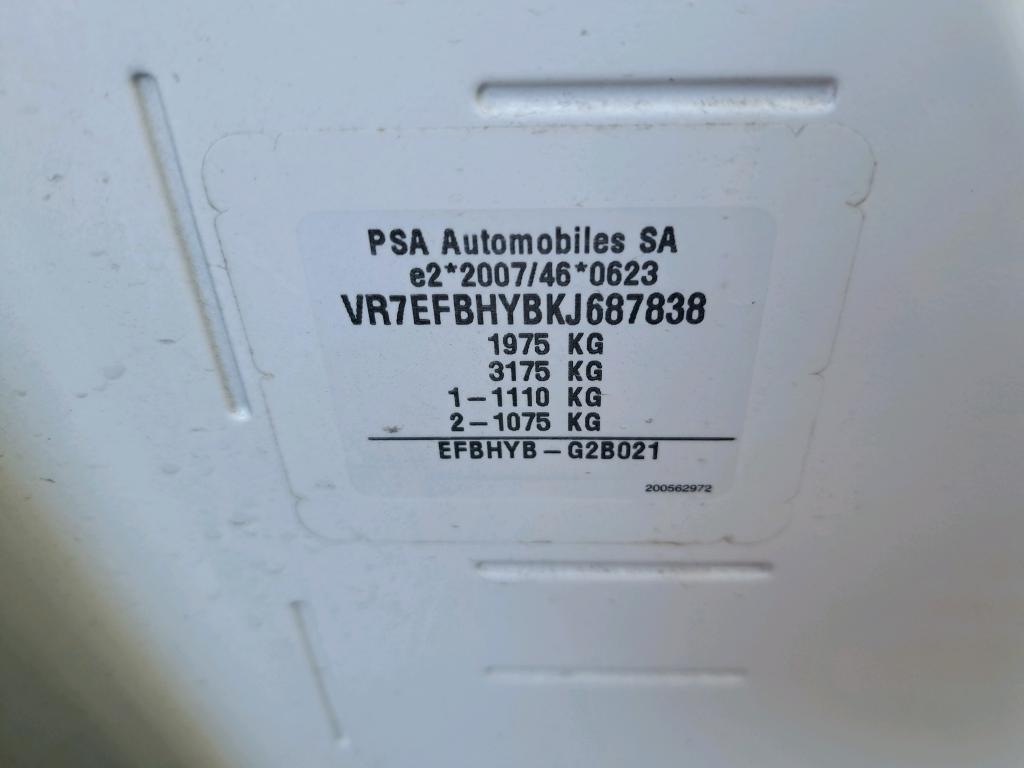 PSA Automobiles SA
e2*2007/46*0623
VR7EFBHYBKJ687838
1975 KG
3175 KG
1-1110 KG
2-1075 KG
EFBHYB-G2B021
200562972